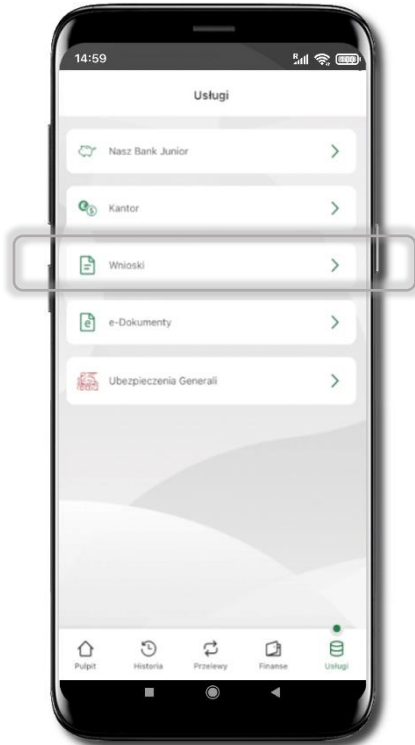 14:59
Usługi
Nasz Bank Junior
Kantor
Wnioski
e-Dokumenty
Ubezpieczenia Generali
Pulpit
Historia
Przelewy
Finanse
Usługi